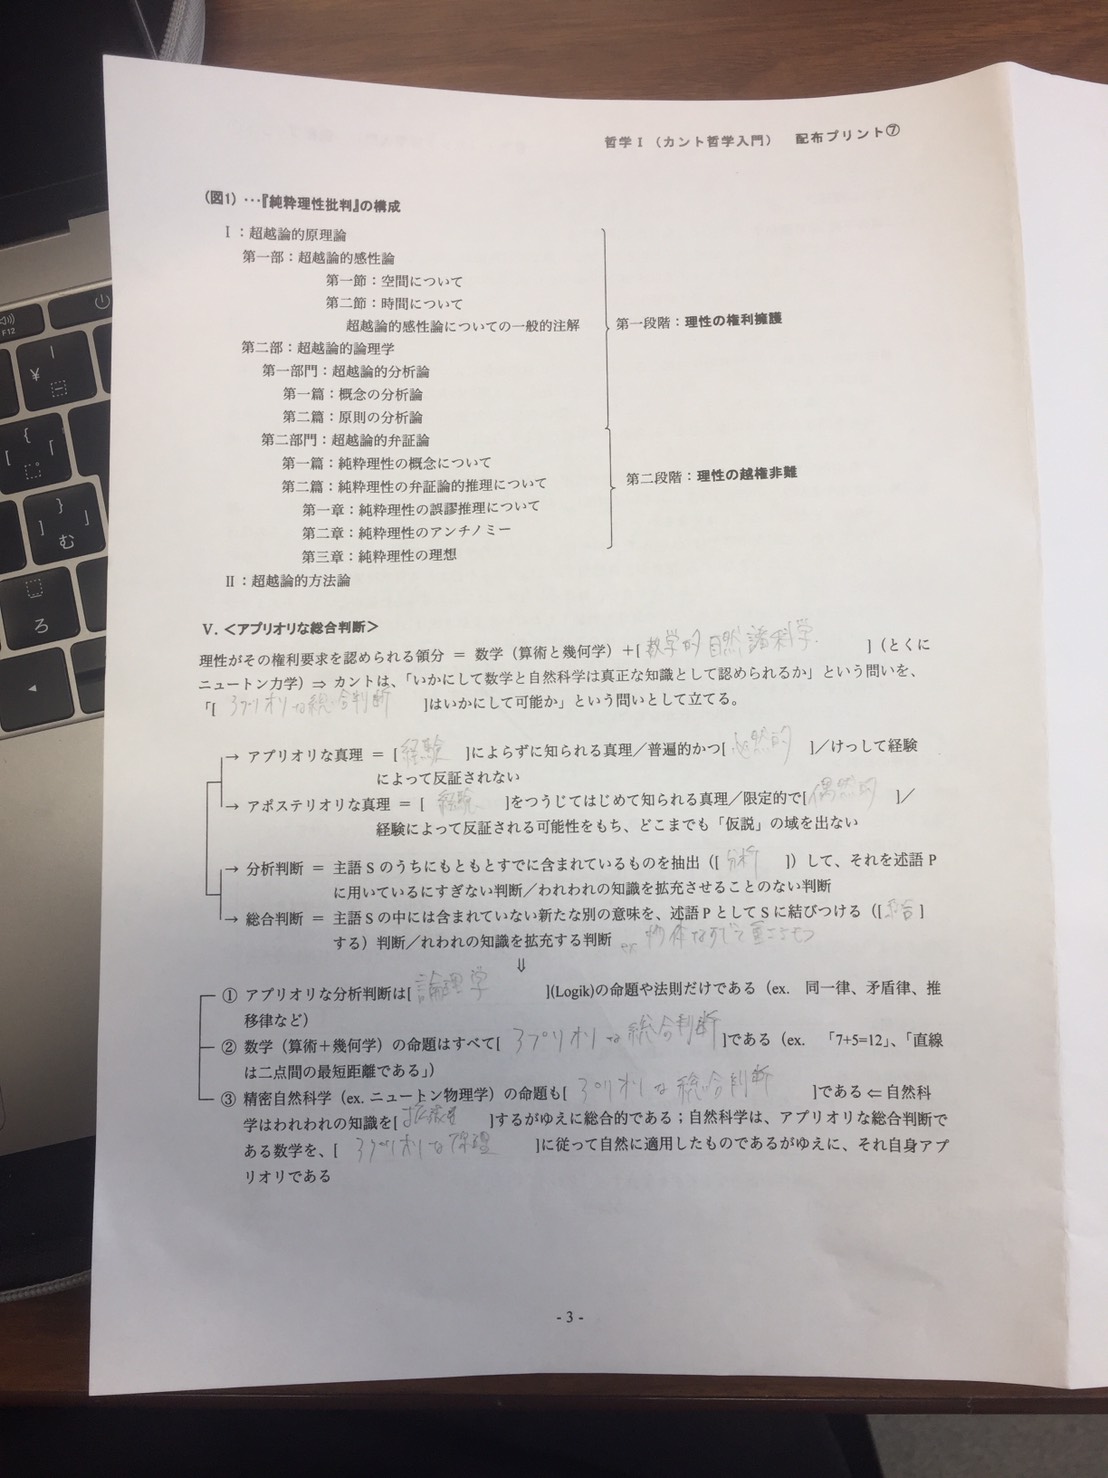 哲学Ⅰ（カント哲学入門）　配布プリント⑦
（図1）…『純粋理性批判』の構成
Ⅰ：超越論的原理論
第一部：超越論的感性論
第一節：空間について
第二節：時間について
超越論的感性論についての一般的注解
第一段階：理性の権利擁護
第二部：超越論的論理学
第一部門：超越論的分析論
第一篇：概念の分析論
第二篇：原則の分析論
第二部門：超越論的弁証論
第一篇：純粋理性の概念について
第二篇：純粋理性の弁証論的推理について
第二段階：理性の越権非難
第一章：純粋理性の誤謬推理について
第二章：純粋理性のアンチノミー
第三章：純粋理性の理想
Ⅱ：超越論的方法論
Ⅴ.＜アプリオリな総合判断＞
理性がその権利要求を認められる領分 = 数学（算術と幾何学）+[ 数学的自然諸科学 ]（とくに
ニュートン力学）⇒ カントは、「いかにして数学と自然科学は真正な知識として認められるか」という問いを、
「[ アプリオリな総合判断 ]はいかにして可能か」という問いとして立てる。
→ アプリオリな真理 = [ 経験 ]によらずに知られる真理／普遍的かつ[ 必然的 ]／けっして経験
によって反証されない
→ アポステリオリな真理 = [ 経験 ]をつうじてはじめて知られる真理／限定的で[ 偶然的 ]／
経験によって反証される可能性をもち、どこまでも「仮説」の域を出ない
→ 分析判断 = 主語 S のうちにもともとすでに含まれているものを抽出（[ 分析 ]）して、それを述語 P
に用いているにすぎない判断／われわれの知識を拡充させることのない判断
→ 総合判断 = 主語 S の中には含まれていない新たな別の意味を、述語 P として S に結びつける（[ ]
する）判断／れわれの知識を拡充する判断 ex 物体はすべて重さをもつ
⇓
① アプリオリな分析判断は[ 論理学 ](Logik)の命題や法則だけである（ex. 同一律、矛盾律、推
移律など）
② 数学（算術＋幾何学）の命題はすべて[ アプリオリな総合判断 ]である（ex. 「7+5=12」、「直線
は二点間の最短距離である」）
③ 精密自然科学（ex. ニュートン物理学）の命題も[ アプリオリな総合判断 ]である ⇐ 自然科
学はわれわれの知識を[ ]するがゆえに総合的である；自然科学は、アプリオリな総合判断で
ある数学を、[ アプリオリな原理 ]に従って自然に適用したものであるがゆえに、それ自身アプ
リオリである
- 3 -